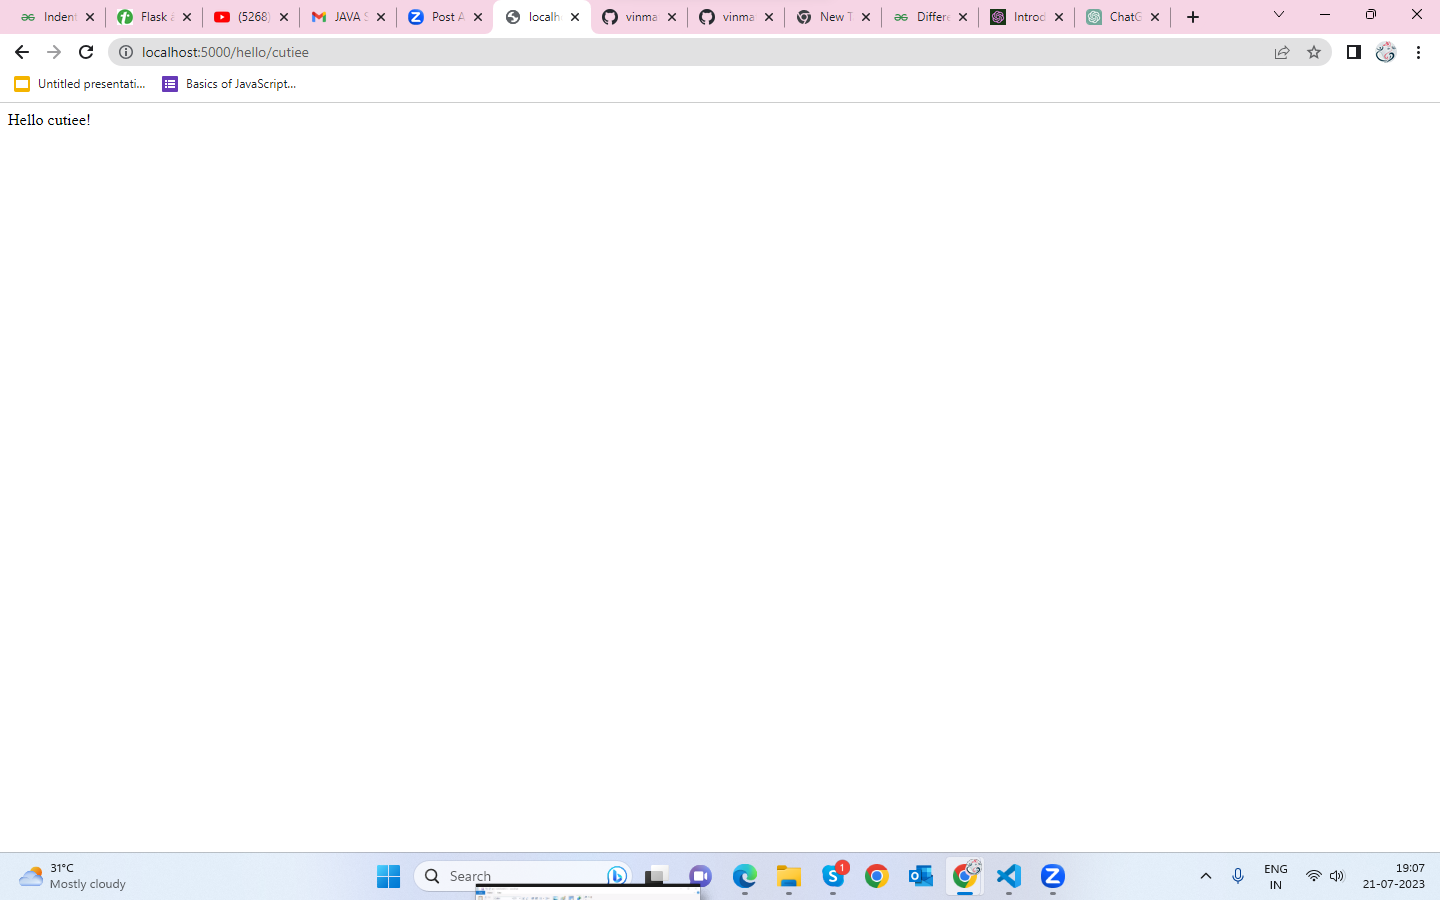 Indent
Flask a
(5268)
JAVA S
Post A
localh
vinma
vinma
New T
Differe
Introd
ChatG
localhost:5000/hello/cutiee
Untitled presentati...
Basics of JavaScript...
Hello cutiee!
31°C
Mostly cloudy
Search
1
ENG
IN
19:07
21-07-2023